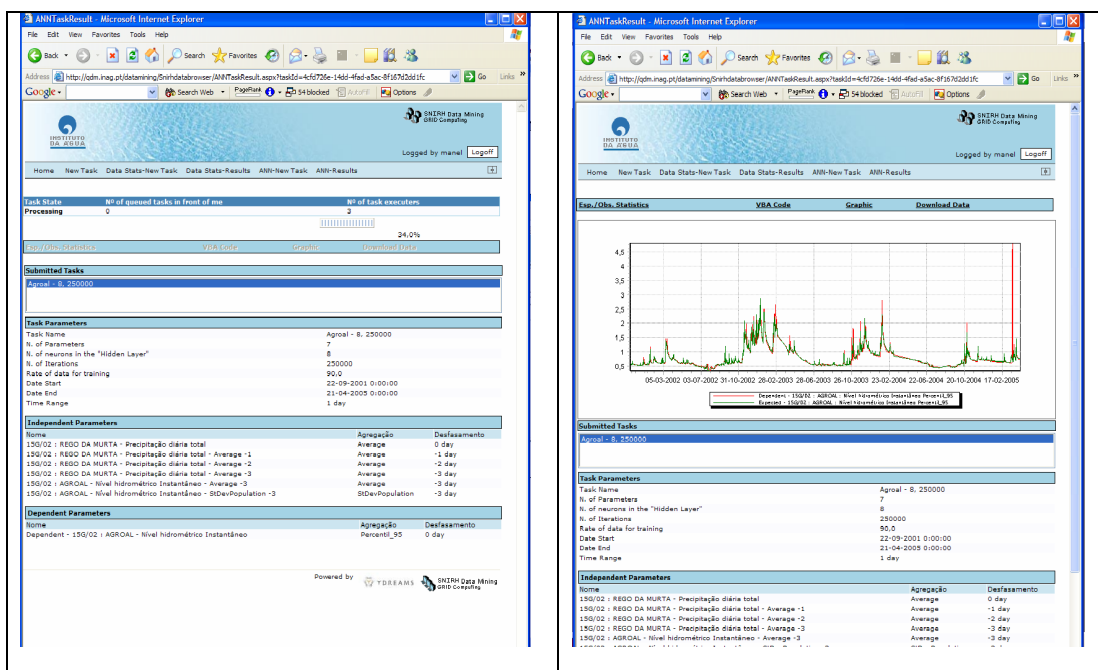 ANNTaskResult - Microsoft Internet Explorer
File Edit View Favorites Tools Help
Back Search Favorites
Address http://qdm.inag.pt/datamining/Snirhdatabrowser/ANNTaskResult.aspx?taskId=4cfd726e-14dd-4fad-a5ac-8f167d2dd1fc Go Links »
Google Search Web PageRank 54 blocked AutoFill Options
INSTITUTO DA ÁGUA
SNIRH Data Mining
GRID Computing
Logged by manel Logoff
Home New Task Data Stats-New Task Data Stats-Results ANN-New Task ANN-Results
Task State Nº of queued tasks in front of me Nº of task executors
Processing 0 3
34,0%
Esp./Obs. Statistics VBA Code Graphic Download Data
Submitted Tasks
Agroal - 8, 250000
Task Parameters
Task Name Agroal - 8, 250000
N. of Parameters 7
N. of neurons in the "Hidden Layer" 8
N. of Iterations 250000
Rate of data for training 90,0
Date Start 22-09-2001 0:00:00
Date End 21-04-2005 0:00:00
Time Range 1 day
Independent Parameters
Nome Agregação Desfasamento
15G/02 : REGO DA MURTA - Precipitação diária total Average 0 day
15G/02 : REGO DA MURTA - Precipitação diária total - Average -1 Average -1 day
15G/02 : REGO DA MURTA - Precipitação diária total - Average -2 Average -2 day
15G/02 : REGO DA MURTA - Precipitação diária total - Average -3 Average -3 day
15G/02 : AGROAL - Nível hidrométrico Instantâneo - Average -3 Average -3 day
15G/02 : AGROAL - Nível hidrométrico Instantâneo - StDevPopulation -3 StDevPopulation -3 day
Dependent Parameters
Nome Agregação Desfasamento
Dependent - 15G/02 : AGROAL - Nível hidrométrico Instantâneo Percentil_95 0 day
Powered by YDREAMS SNIRH Data Mining
GRID Computing
ANNTaskResult - Microsoft Internet Explorer
File Edit View Favorites Tools Help
Back Search Favorites
Address http://qdm.inag.pt/datamining/Snirhdatabrowser/ANNTaskResult.aspx?taskId=4cfd726e-14dd-4fad-a5ac-8f167d2dd1fc Go Links »
Google Search Web PageRank 54 blocked AutoFill Options
INSTITUTO DA ÁGUA
SNIRH Data Mining
GRID Computing
Logged by manel Logoff
Home New Task Data Stats-New Task Data Stats-Results ANN-New Task ANN-Results
Esp./Obs. Statistics VBA Code Graphic Download Data
4,5
4
3,5
3
2,5
2
1,5
1
0,5
05-03-2002 03-07-2002 31-10-2002 28-02-2003 28-06-2003 26-10-2003 23-02-2004 22-06-2004 20-10-2004 17-02-2005
Dependent - 15G/02 : AGROAL : Nível hidrométrico Instantâneo Percentil_95
Expected - 15G/02 : AGROAL : Nível hidrométrico Instantâneo Percentil_95
Submitted Tasks
Agroal - 8, 250000
Task Parameters
Task Name Agroal - 8, 250000
N. of Parameters 7
N. of neurons in the "Hidden Layer" 8
N. of Iterations 250000
Rate of data for training 90,0
Date Start 22-09-2001 0:00:00
Date End 21-04-2005 0:00:00
Time Range 1 day
Independent Parameters
Nome Agregação Desfasamento
15G/02 : REGO DA MURTA - Precipitação diária total Average 0 day
15G/02 : REGO DA MURTA - Precipitação diária total - Average -1 Average -1 day
15G/02 : REGO DA MURTA - Precipitação diária total - Average -2 Average -2 day
15G/02 : REGO DA MURTA - Precipitação diária total - Average -3 Average -3 day
15G/02 : AGROAL - Nível hidrométrico Instantâneo - Average -3 Average -3 day